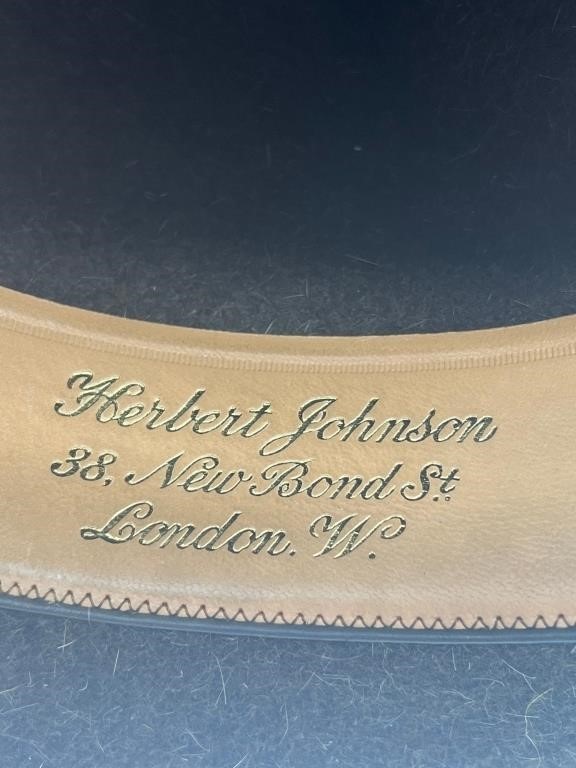 Herbert Johnson
38, New Bond St.
London. W.